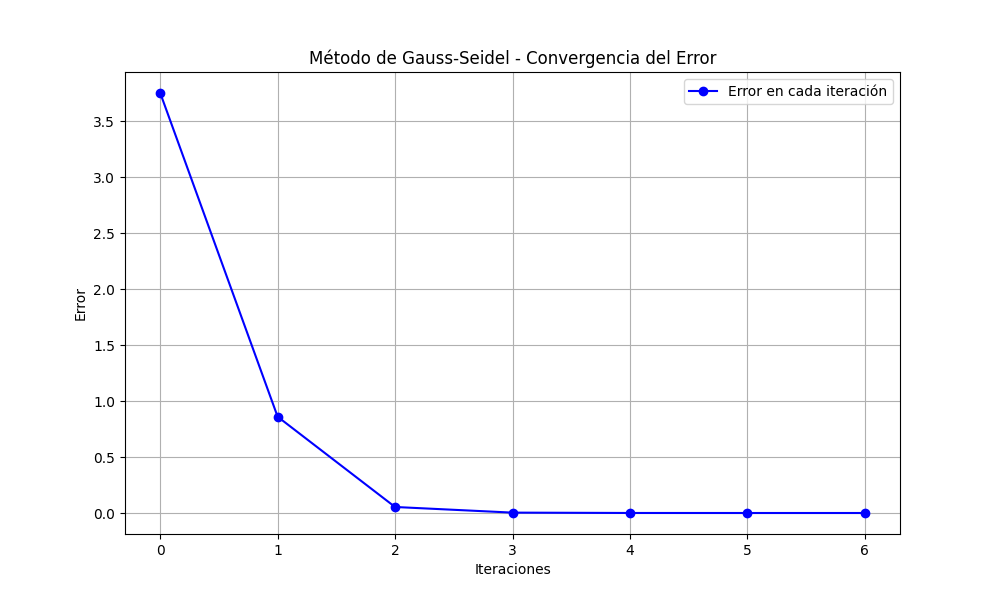 Método de Gauss-Seidel - Convergencia del Error
Error en cada iteración
3.5
3.0
2.5
2.0
1.5
1.0
0.5
0.0
Error
0 1 2 3 4 5 6
Iteraciones